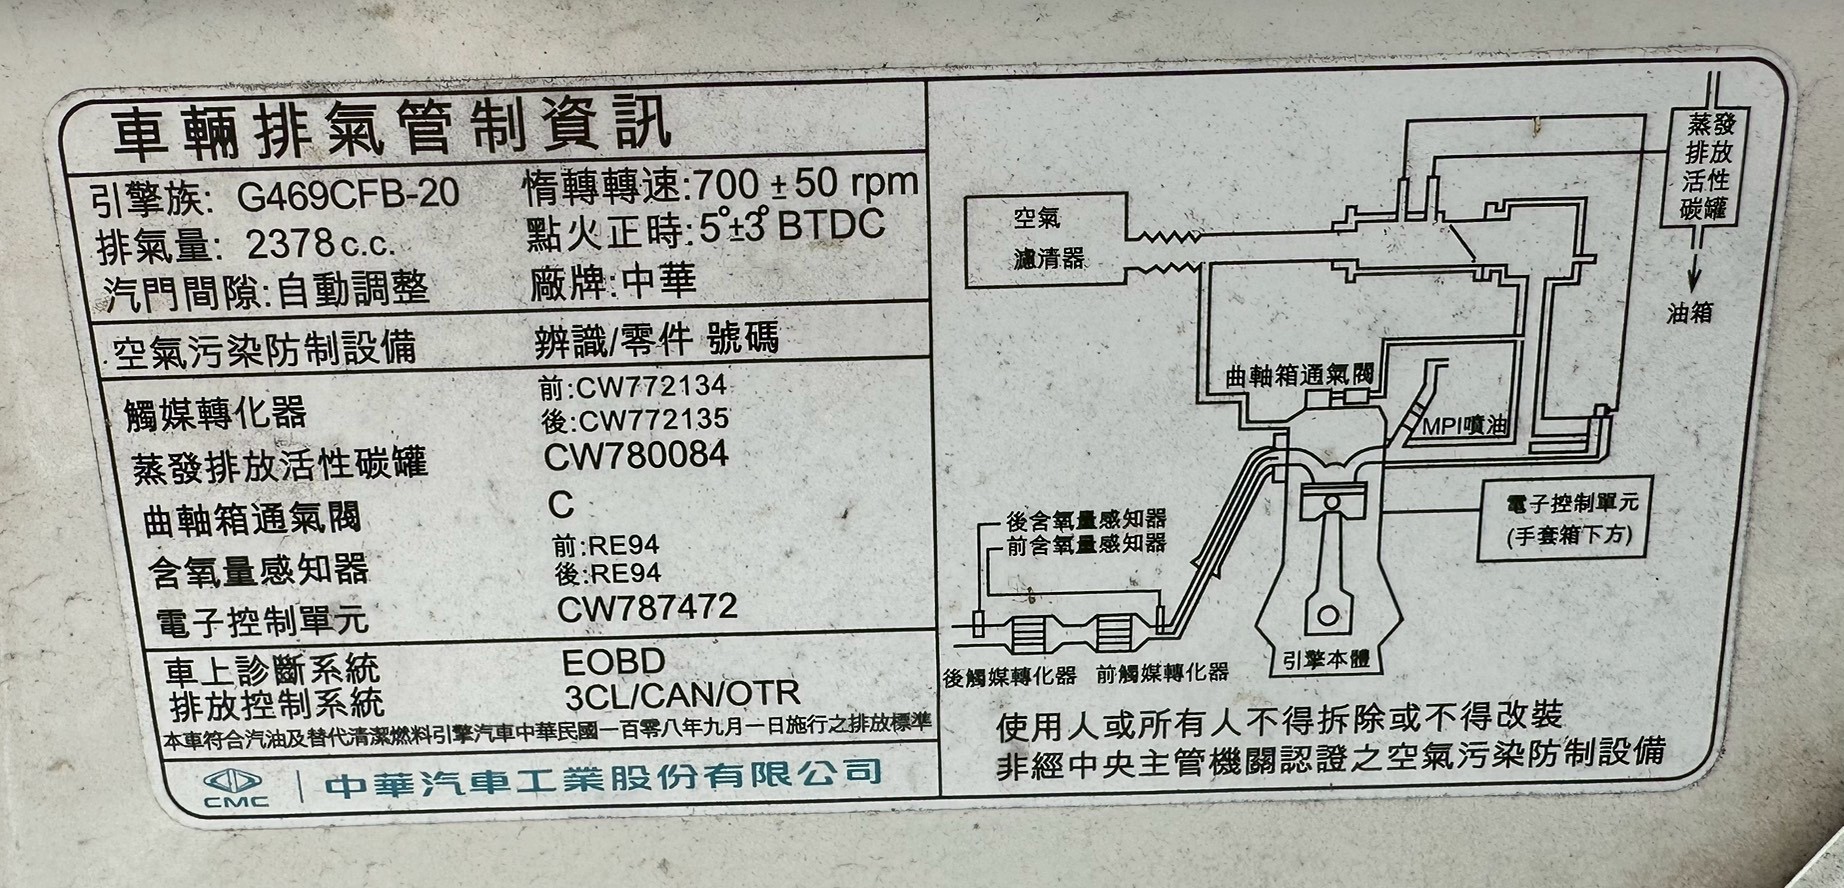 車輛排氣管制資訊
引擎族: G469CFB-20 惰轉轉速:700±50 rpm
排氣量: 2378c.c. 點火正時:5°±3° BTDC
汽門間隙:自動調整 廠牌:中華
空氣污染防制設備 辨識/零件 號碼
觸媒轉化器 前:CW772134
後:CW772135
蒸發排放活性碳罐 CW780084
曲軸箱通氣閥 C
含氧量感知器 前:RE94
後:RE94
電子控制單元 CW787472
車上診斷系統 EOBD
排放控制系統 3CL/CAN/OTR
本車符合汽油及替代清潔燃料引擎汽車中華民國一百零八年九月一日施行之排放標準
CMC 中華汽車工業股份有限公司
蒸發
排放
活性
碳罐
油箱
空氣
濾清器
曲軸箱通氣閥
MPI噴油
電子控制單元
(手套箱下方)
後含氧量感知器
前含氧量感知器
引擎本體
後觸媒轉化器 前觸媒轉化器
使用人或所有人不得拆除或不得改裝
非經中央主管機關認證之空氣污染防制設備